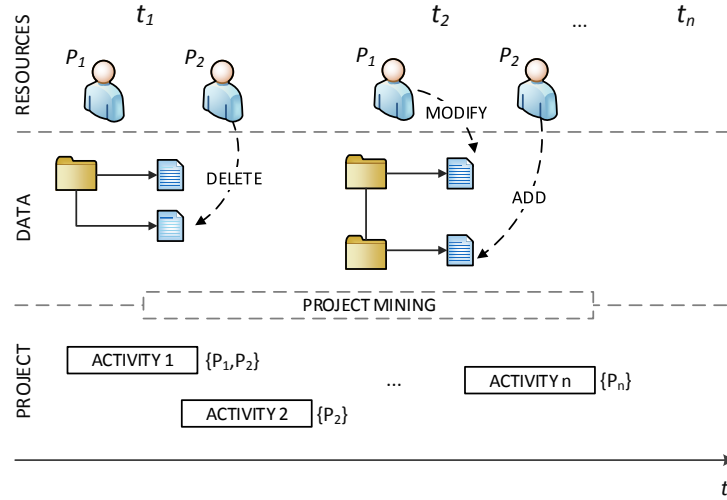 t1 t2 ... tn
RESOURCES
P1 P2 P1 P2
MODIFY
DATA
DELETE
ADD
PROJECT MINING
PROJECT
ACTIVITY 1 {P1,P2}
... ACTIVITY n {Pn}
ACTIVITY 2 {P2}
t